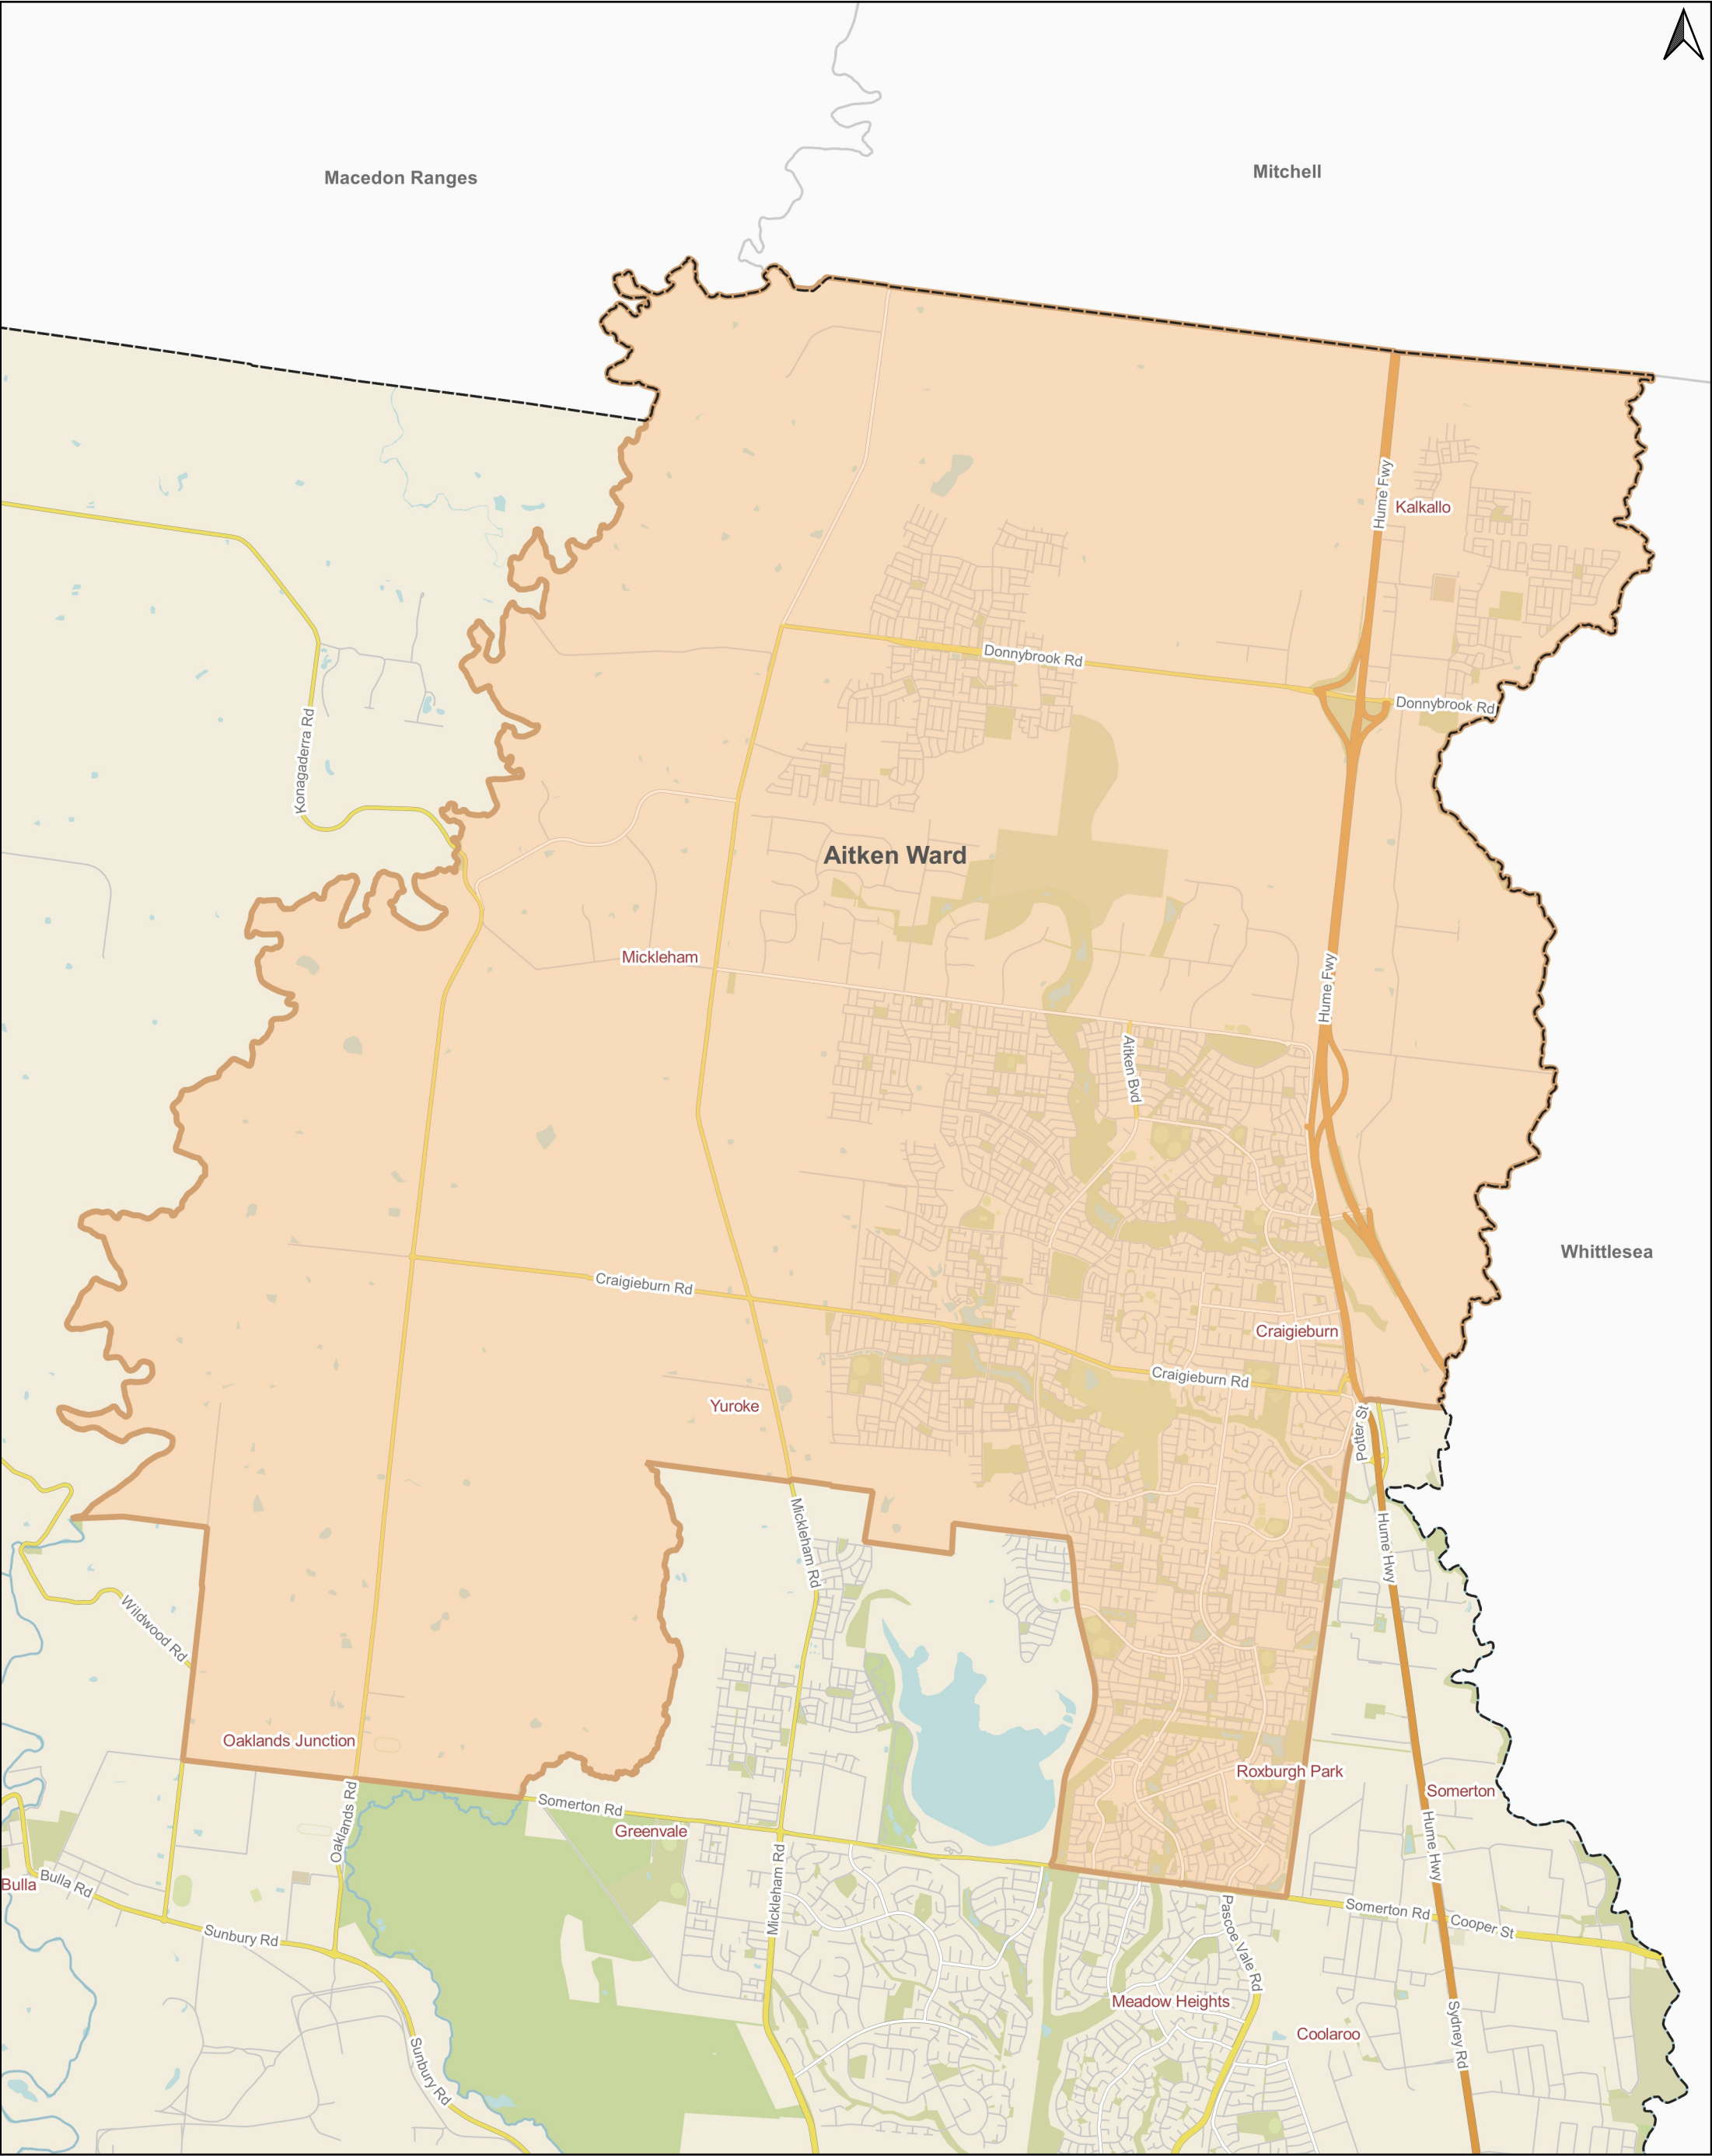 Mitchell
Macedon Ranges
Hume Fwy
Kalkallo
Donnybrook Rd
Donnybrook Rd
Konagaderra Rd
Aitken Ward
Mickleham
Hume Fwy
Aitken Bvd
Whittlesea
Craigieburn Rd
Craigieburn
Craigieburn Rd
Yuroke
Potter St
Mickleham Rd
Hume Hwy
Wildwood Rd
Oaklands Junction
Roxburgh Park
Somerton
Somerton Rd
Oaklands Rd
Greenvale
Hume Hwy
Bulla
Bulla Rd
Mickleham Rd
Somerton Rd
Cooper St
Sunbury Rd
Pascoe Vale Rd
Meadow Heights
Coolaroo
Sydney Rd
Sunbury Rd